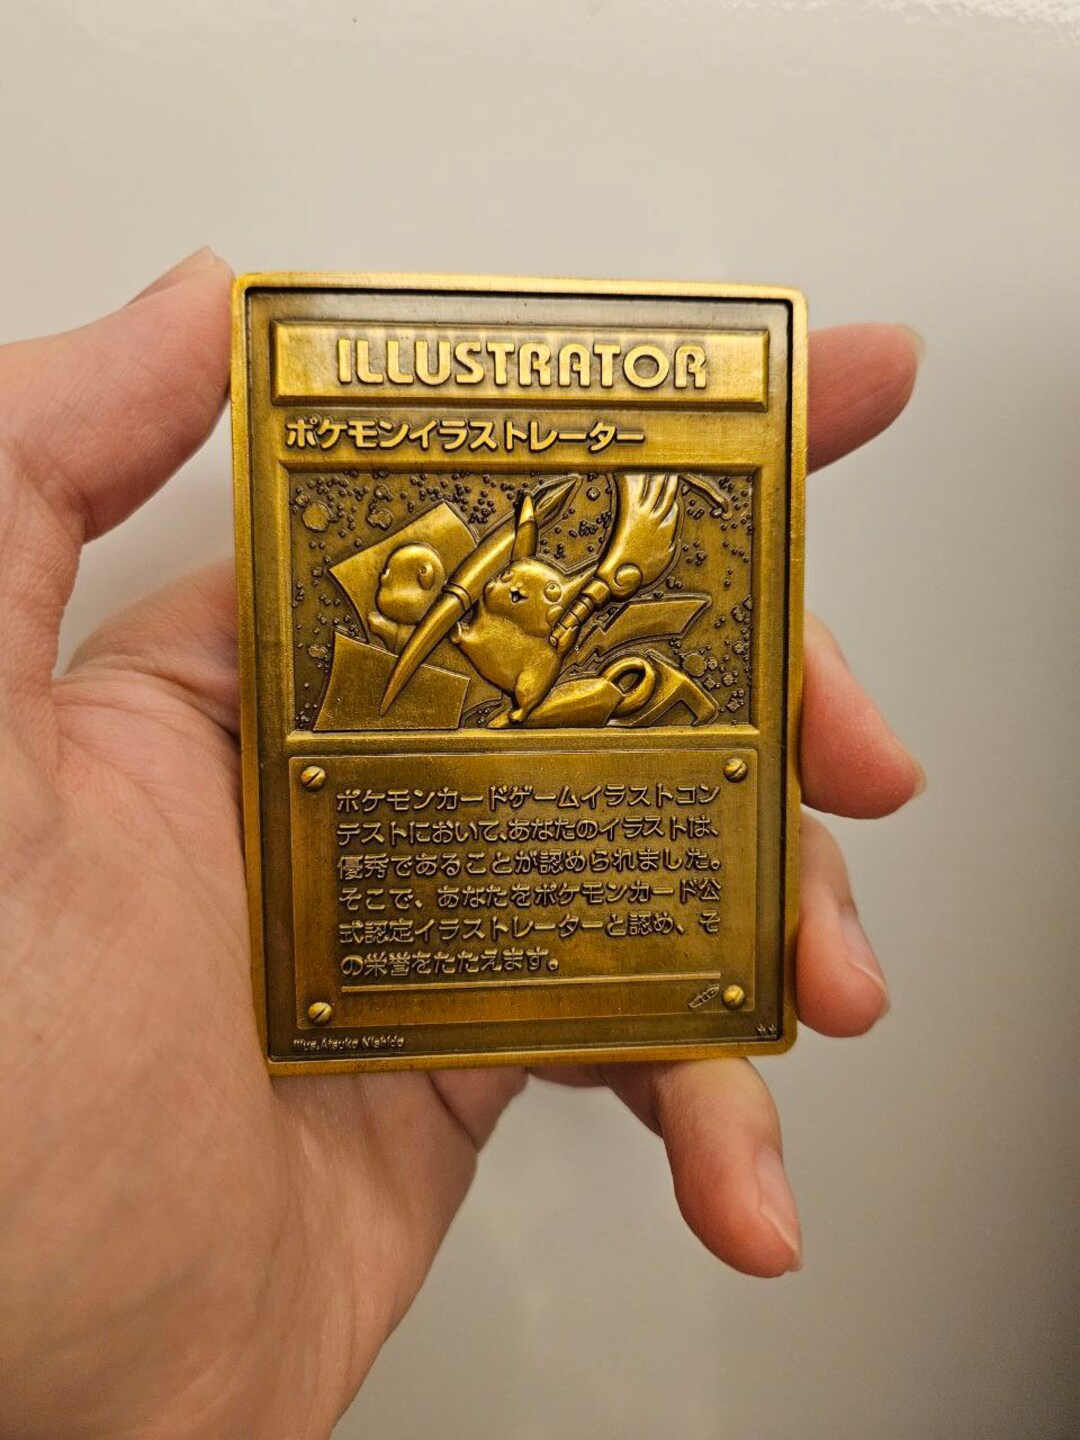 ILLUSTRATOR
ポケモンイラストレーター
ポケモンカードゲームイラストコン
テストにおいて、あなたのイラストは、
優秀であることが認められました。
そこで、あなたをポケモンカード公
式認定イラストレーターと認め、そ
の栄誉をたたえます。
Illus.Atsuko Nishida